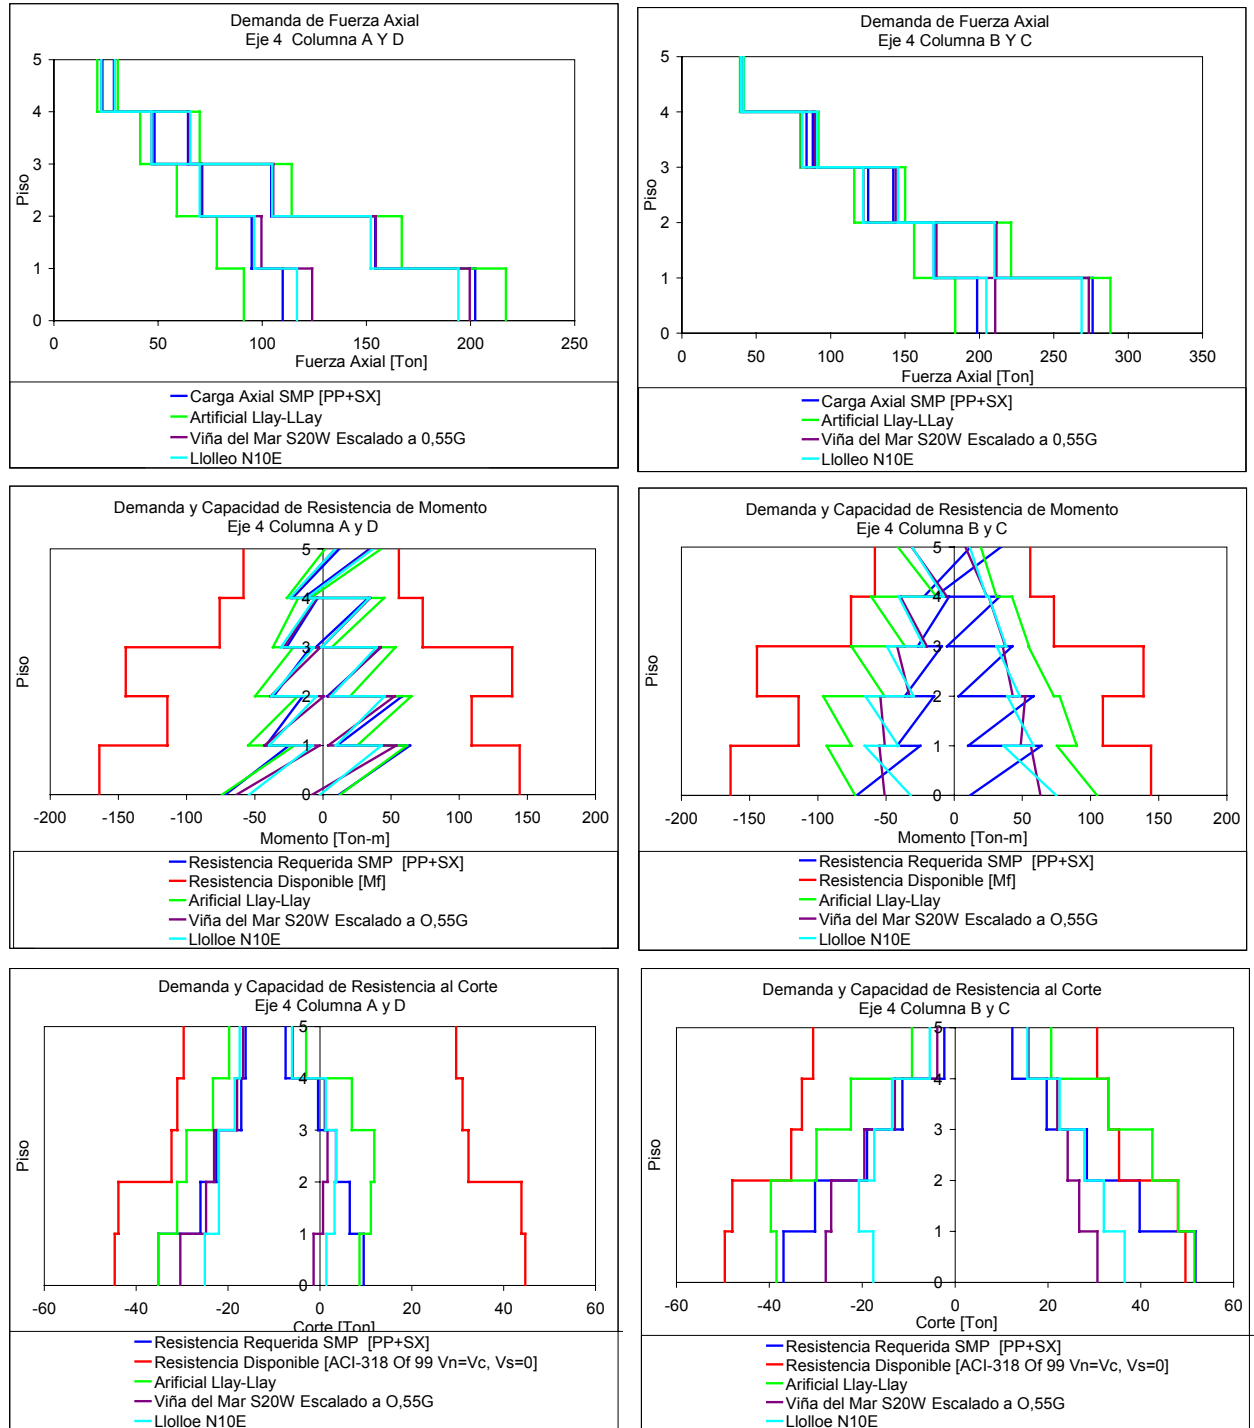 Demanda de Fuerza Axial
Eje 4 Columna A Y D
5
4
3
2
1
0
Piso
0 50 100 150 200 250
Fuerza Axial [Ton]
Carga Axial SMP [PP+SX]
Artificial Llay-LLay
Viña del Mar S20W Escalado a 0,55G
Llolleo N10E
Demanda de Fuerza Axial
Eje 4 Columna B Y C
5
4
3
2
1
0
Piso
0 50 100 150 200 250 300 350
Fuerza Axial [Ton]
Carga Axial SMP [PP+SX]
Artificial Llay-LLay
Viña del Mar S20W Escalado a 0,55G
Llolleo N10E
Demanda y Capacidad de Resistencia de Momento
Eje 4 Columna A y D
5
4
3
2
1
0
Piso
-200 -150 -100 -50 0 50 100 150 200
Momento [Ton-m]
Resistencia Requerida SMP [PP+SX]
Resistencia Disponible [Mf]
Arificial Llay-Llay
Viña del Mar S20W Escalado a O,55G
Llolloe N10E
Demanda y Capacidad de Resistencia de Momento
Eje 4 Columna B y C
5
4
3
2
1
0
Piso
-200 -150 -100 -50 0 50 100 150 200
Momento [Ton-m]
Resistencia Requerida SMP [PP+SX]
Resistencia Disponible [Mf]
Arificial Llay-Llay
Viña del Mar S20W Escalado a O,55G
Llolloe N10E
Demanda y Capacidad de Resistencia al Corte
Eje 4 Columna A y D
5
4
3
2
1
0
Piso
-60 -40 -20 0 20 40 60
Corte [Ton]
Resistencia Requerida SMP [PP+SX]
Resistencia Disponible [ACI-318 Of 99 Vn=Vc, Vs=0]
Arificial Llay-Llay
Viña del Mar S20W Escalado a O,55G
Llolloe N10E
Demanda y Capacidad de Resistencia al Corte
Eje 4 Columna B y C
5
4
3
2
1
0
Piso
-60 -40 -20 0 20 40 60
Corte [Ton]
Resistencia Requerida SMP [PP+SX]
Resistencia Disponible [ACI-318 Of 99 Vn=Vc, Vs=0]
Arificial Llay-Llay
Viña del Mar S20W Escalado a O,55G
Llolloe N10E